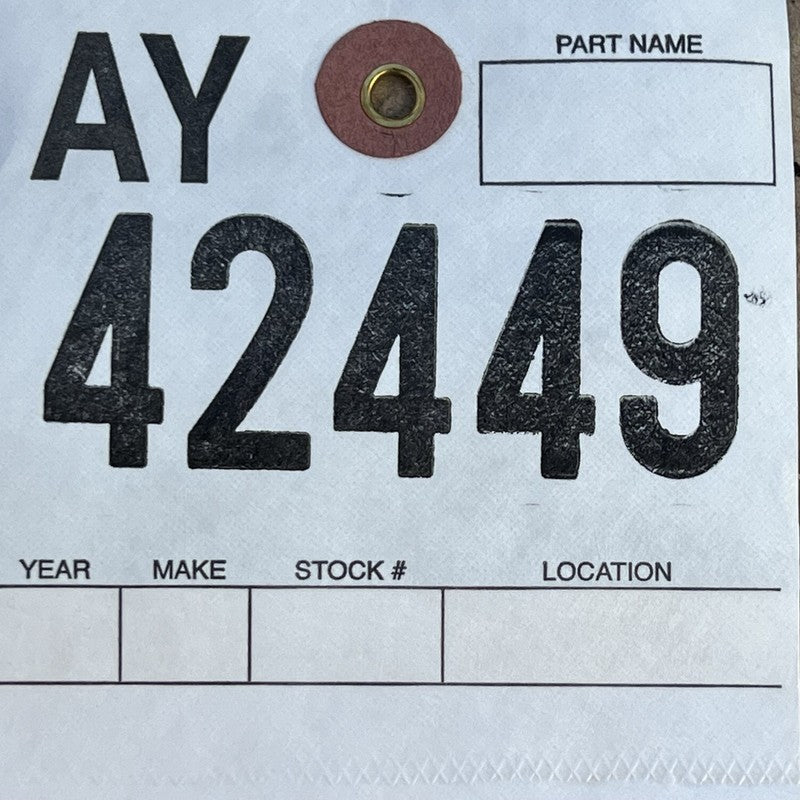 AY
PART NAME
42449
YEAR MAKE STOCK # LOCATION